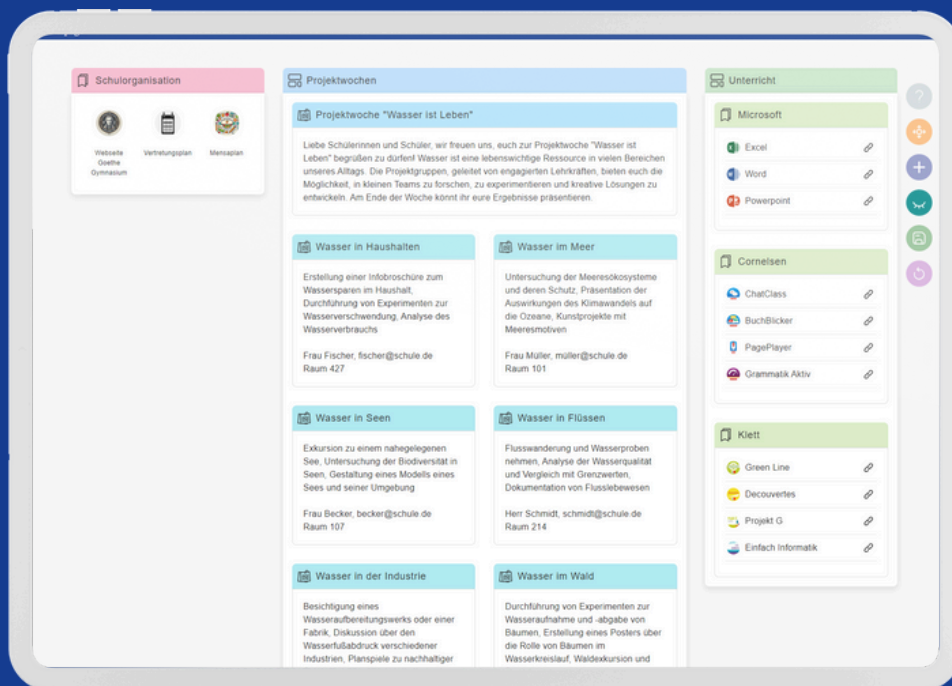 Schulorganisation
Webseite
Goethe
Gymnasium
Vertretungsplan
Mensaplan
Projektwochen
Projektwoche "Wasser ist Leben"
Liebe Schülerinnen und Schüler, wir freuen uns, euch zur Projektwoche "Wasser ist
Leben" begrüßen zu dürfen! Wasser ist eine lebenswichtige Ressource in vielen Bereichen
unseres Alltags. Die Projektgruppen, geleitet von engagierten Lehrkräften, bieten euch die
Möglichkeit, in kleinen Teams zu forschen, zu experimentieren und kreative Lösungen zu
entwickeln. Am Ende der Woche könnt ihr eure Ergebnisse präsentieren.
Wasser in Haushalten
Erstellung einer Infobroschüre zum
Wassersparen im Haushalt,
Durchführung von Experimenten zur
Wasserverschwendung, Analyse des
Wasserverbrauchs
Frau Fischer, fischer@schule.de
Raum 427
Wasser im Meer
Untersuchung der Meeresökosysteme
und deren Schutz, Präsentation der
Auswirkungen des Klimawandels auf
die Ozeane, Kunstprojekte mit
Meeresmotiven
Frau Müller, müller@schule.de
Raum 101
Wasser in Seen
Exkursion zu einem nahegelegenen
See, Untersuchung der Biodiversität in
Seen, Gestaltung eines Modells eines
Sees und seiner Umgebung
Frau Becker, becker@schule.de
Raum 107
Wasser in Flüssen
Flusswanderung und Wasserproben
nehmen, Analyse der Wasserqualität
und Vergleich mit Grenzwerten,
Dokumentation von Flusslebewesen
Herr Schmidt, schmidt@schule.de
Raum 214
Wasser in der Industrie
Besichtigung eines
Wasseraufbereitungswerks oder einer
Fabrik, Diskussion über den
Wasserfußabdruck verschiedener
Industrien, Planspiele zu nachhaltiger
Wasser im Wald
Durchführung von Experimenten zur
Wasseraufnahme und -abgabe von
Bäumen, Erstellung eines Posters über
die Rolle von Bäumen im
Wasserkreislauf, Waldexkursion und
Unterricht
Microsoft
Excel
Word
Powerpoint
Cornelsen
ChatClass
BuchBlicker
PagePlayer
Grammatik Aktiv
Klett
Green Line
Decouvertes
Projekt G
Einfach Informatik
?